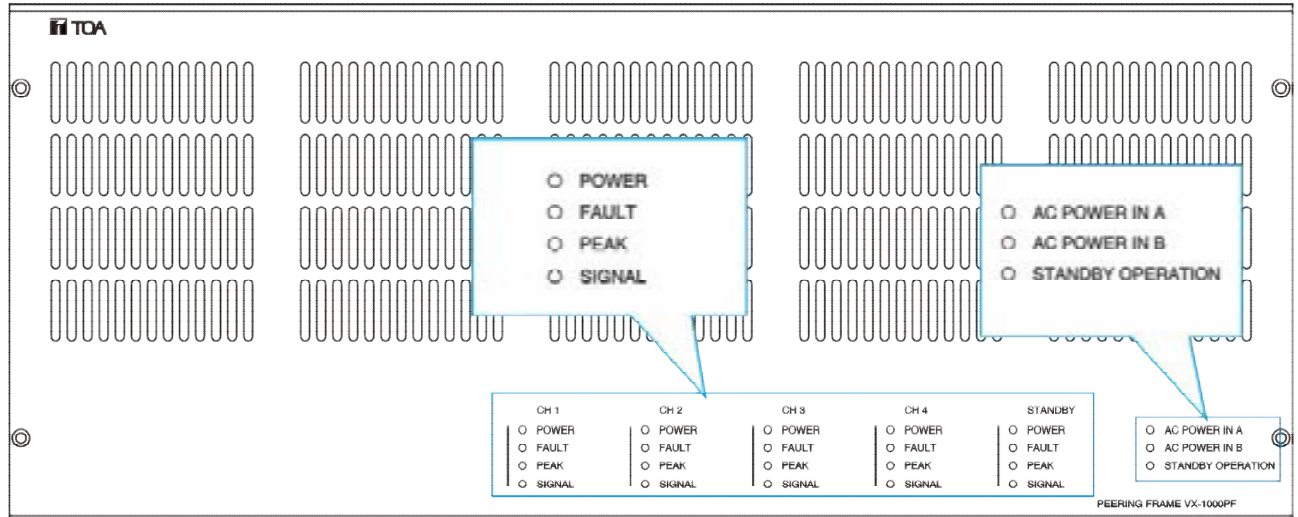 TOA
POWER
FAULT
PEAK
SIGNAL
AC POWER IN A
AC POWER IN B
STANDBY OPERATION
CH 1 CH 2 CH 3 CH 4 STANDBY
POWER POWER POWER POWER POWER
FAULT FAULT FAULT FAULT FAULT
PEAK PEAK PEAK PEAK PEAK
SIGNAL SIGNAL SIGNAL SIGNAL SIGNAL
AC POWER IN A
AC POWER IN B
STANDBY OPERATION
PEERING FRAME VX-1000PF